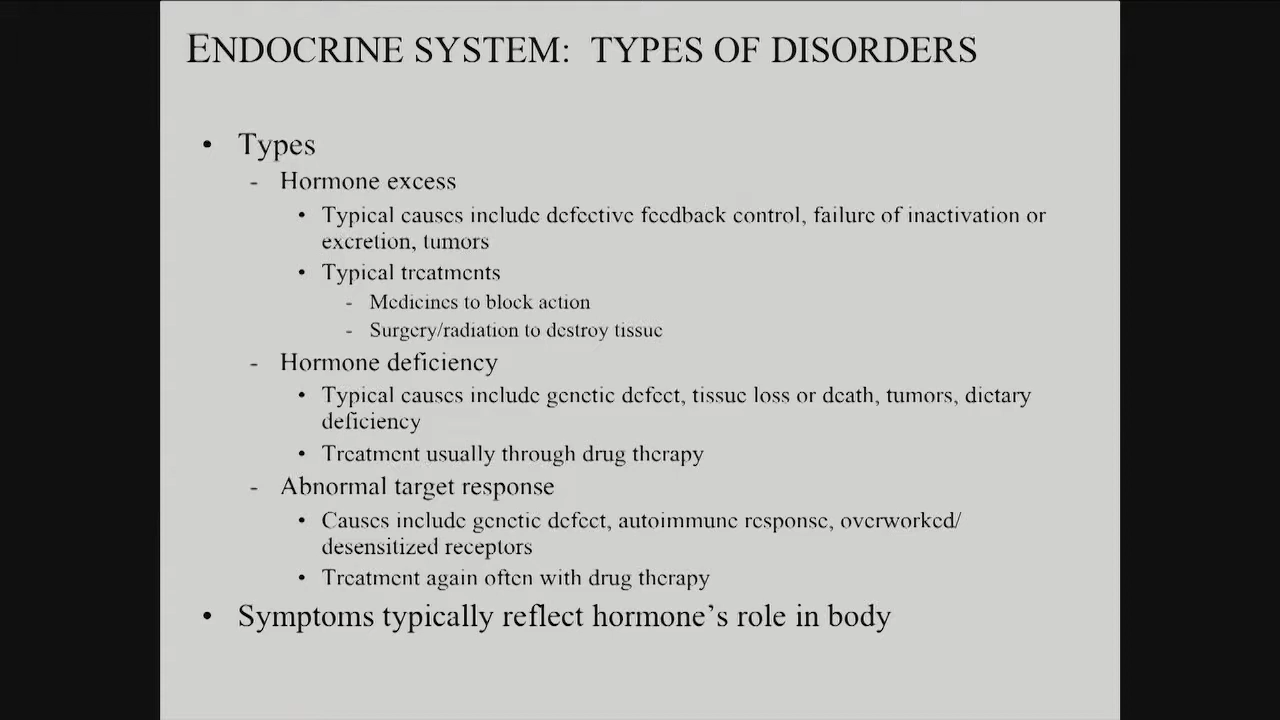 ENDOCRINE SYSTEM: TYPES OF DISORDERS
• Types
- Hormone excess
• Typical causes include defective feedback control, failure of inactivation or
excretion, tumors
• Typical treatments
- Medicines to block action
- Surgery/radiation to destroy tissue
- Hormone deficiency
• Typical causes include genetic defect, tissue loss or death, tumors, dietary
deficiency
• Treatment usually through drug therapy
- Abnormal target response
• Causes include genetic defect, autoimmune response, overworked/
desensitized receptors
• Treatment again often with drug therapy
• Symptoms typically reflect hormone's role in body